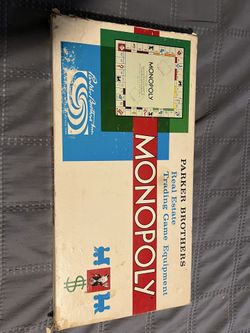 PARKER BROTHERS
Real Estate
Trading Game Equipment
MONOPOLY
MONOPOLY
$